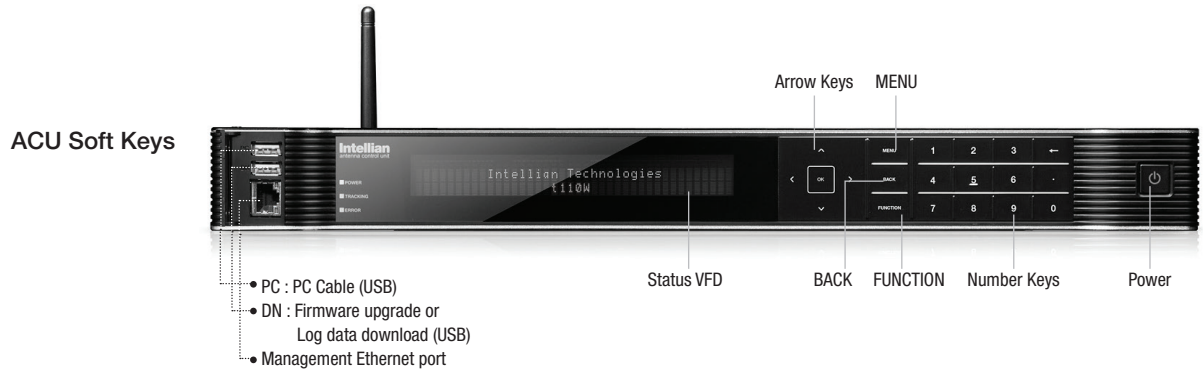 Arrow Keys MENU
ACU Soft Keys
Intellian
antenna control unit
POWER
TRACKING
ERROR
Intellian Technologies
t110W
OK
MENU 1 2 3 ←
BACK 4 5 6 .
FUNCTION 7 8 9 0
Status VFD BACK FUNCTION Number Keys Power
PC : PC Cable (USB)
DN : Firmware upgrade or
Log data download (USB)
Management Ethernet port